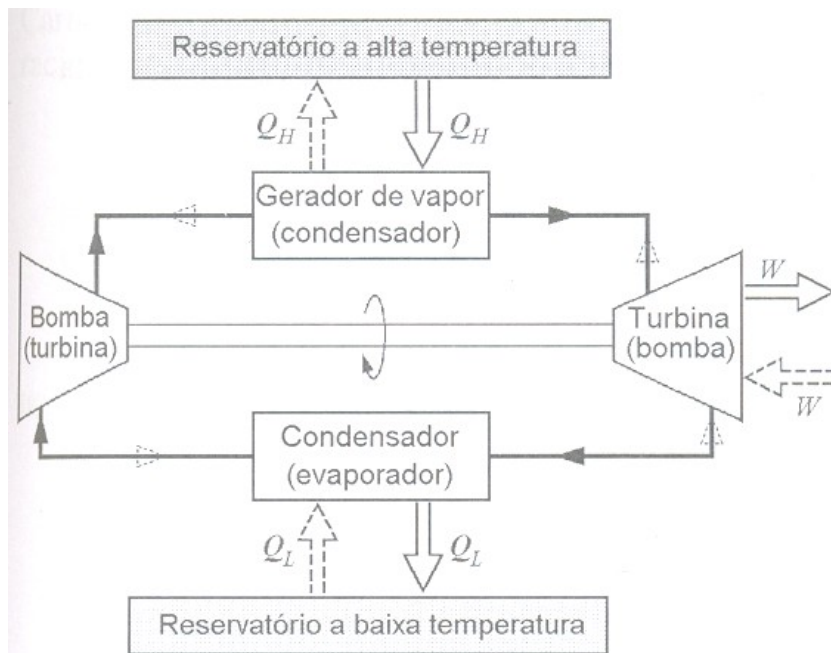 Reservatório a alta temperatura
Q_H
Q_H
Gerador de vapor
(condensador)
W
Bomba
(turbina)
Turbina
(bomba)
W
Condensador
(evaporador)
Q_L
Q_L
Reservatório a baixa temperatura